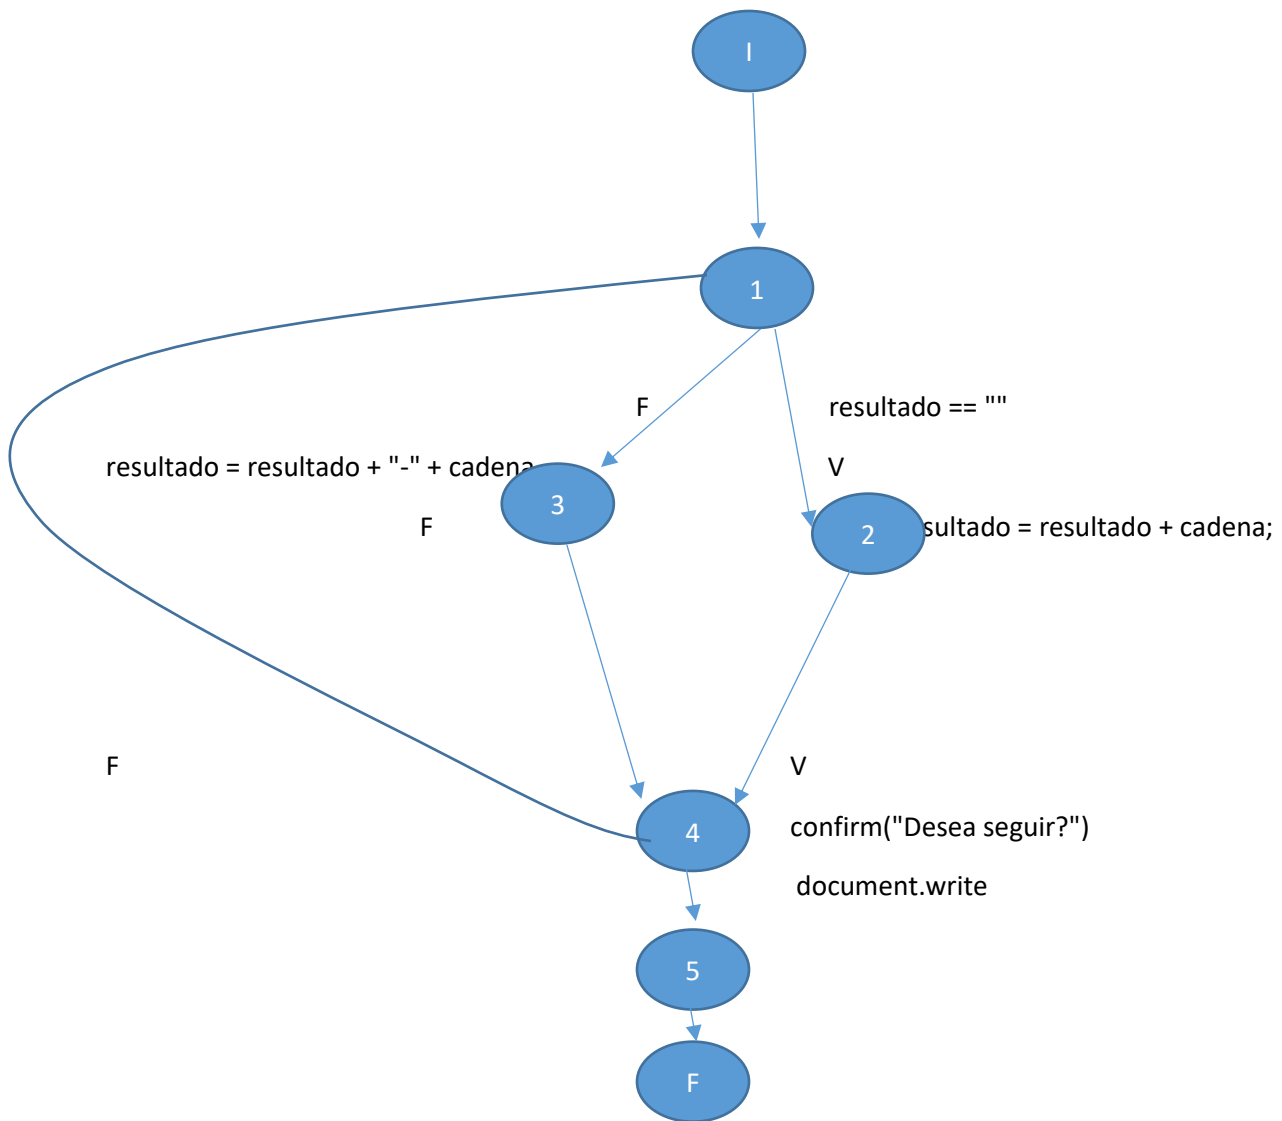 I
1
F
resultado == ""
resultado = resultado + "-" + cadena
V
3
F
2
sultado = resultado + cadena;
F
V
4
confirm("Desea seguir?")
document.write
5
F